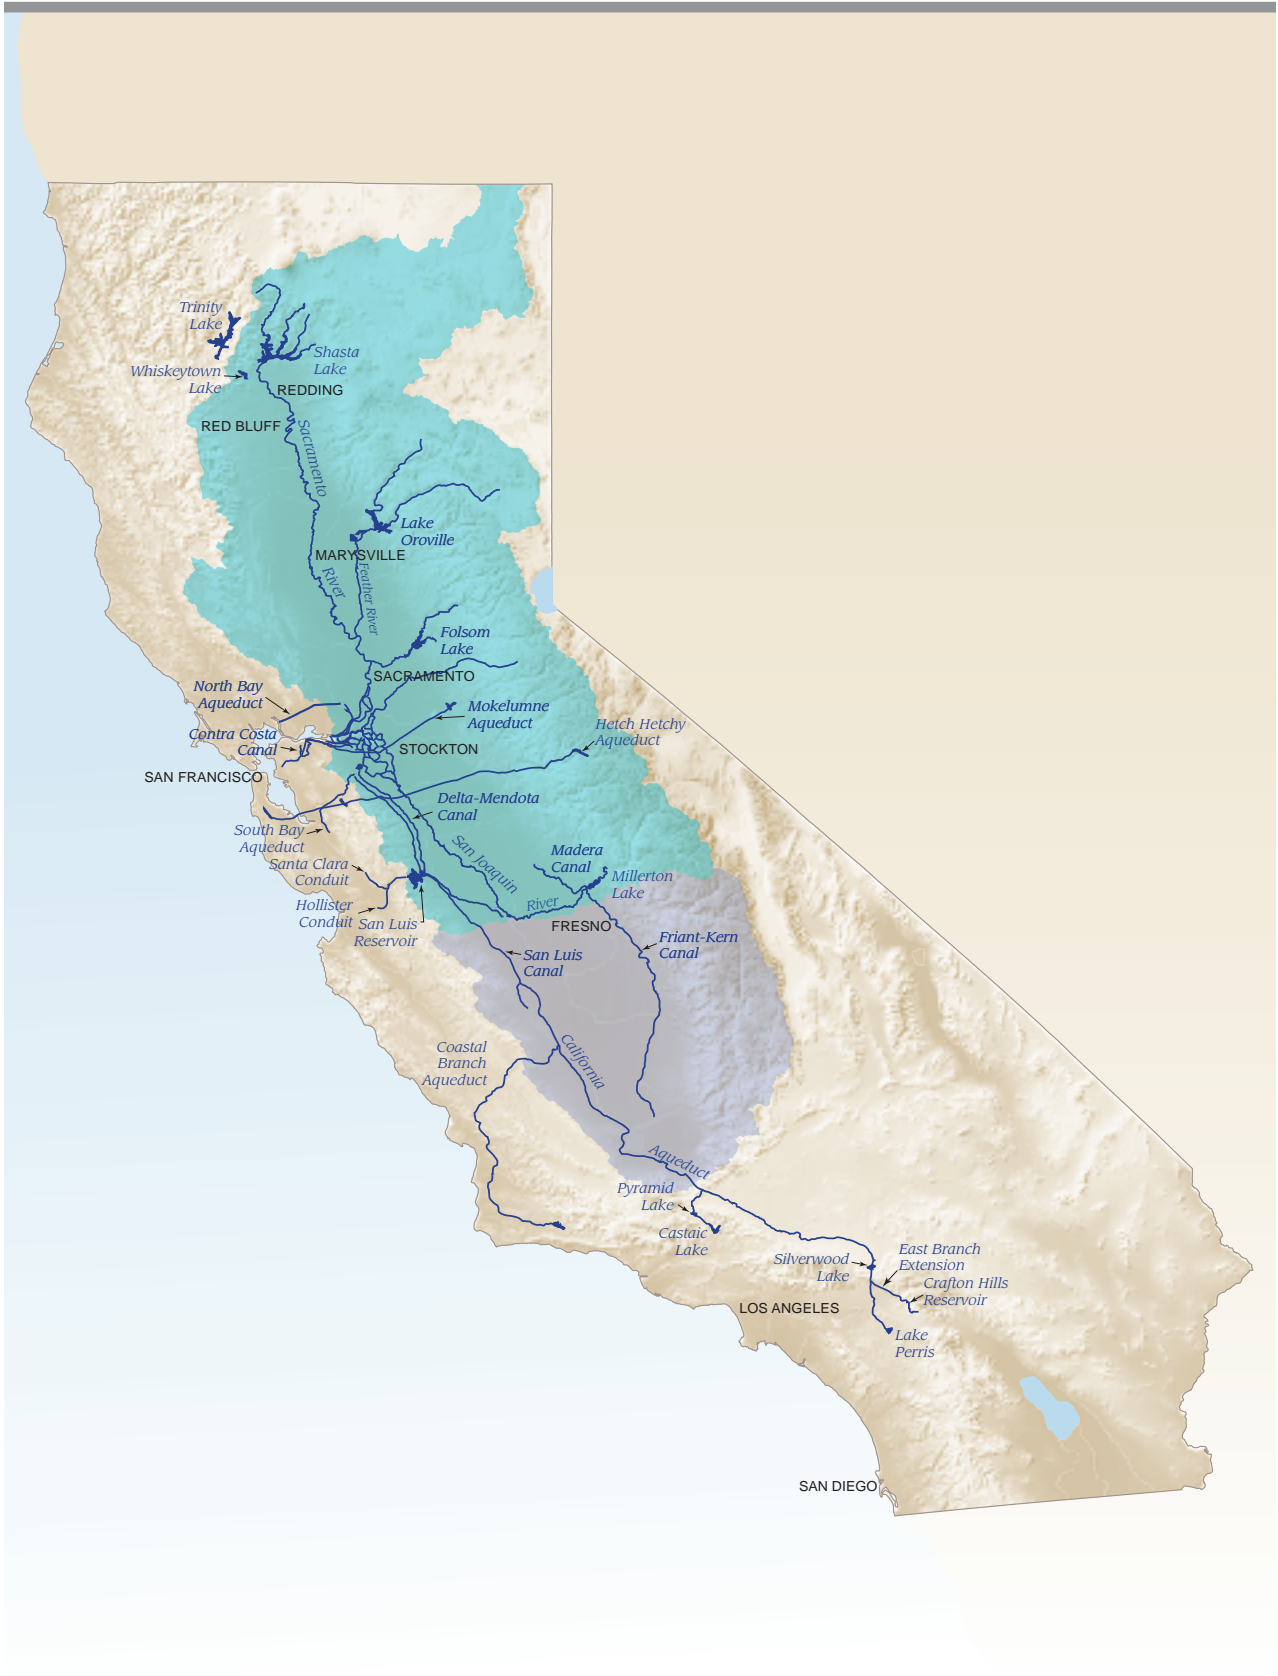 Trinity
Lake
Shasta
Lake
Whiskeytown
Lake
REDDING
RED BLUFF
Sacramento
River
Lake
Oroville
MARYSVILLE
Feather River
Folsom
Lake
SACRAMENTO
North Bay
Aqueduct
Mokelumne
Aqueduct
Hetch Hetchy
Aqueduct
Contra Costa
Canal
STOCKTON
SAN FRANCISCO
Delta-Mendota
Canal
South Bay
Aqueduct
San Joaquin
River
Madera
Canal
Santa Clara
Conduit
Millerton
Lake
Hollister
Conduit
San Luis
Reservoir
FRESNO
Friant-Kern
Canal
San Luis
Canal
Coastal
Branch
Aqueduct
California
Aqueduct
Pyramid
Lake
Castaic
Lake
Silverwood
Lake
East Branch
Extension
Crafton Hills
Reservoir
LOS ANGELES
Lake
Perris
SAN DIEGO